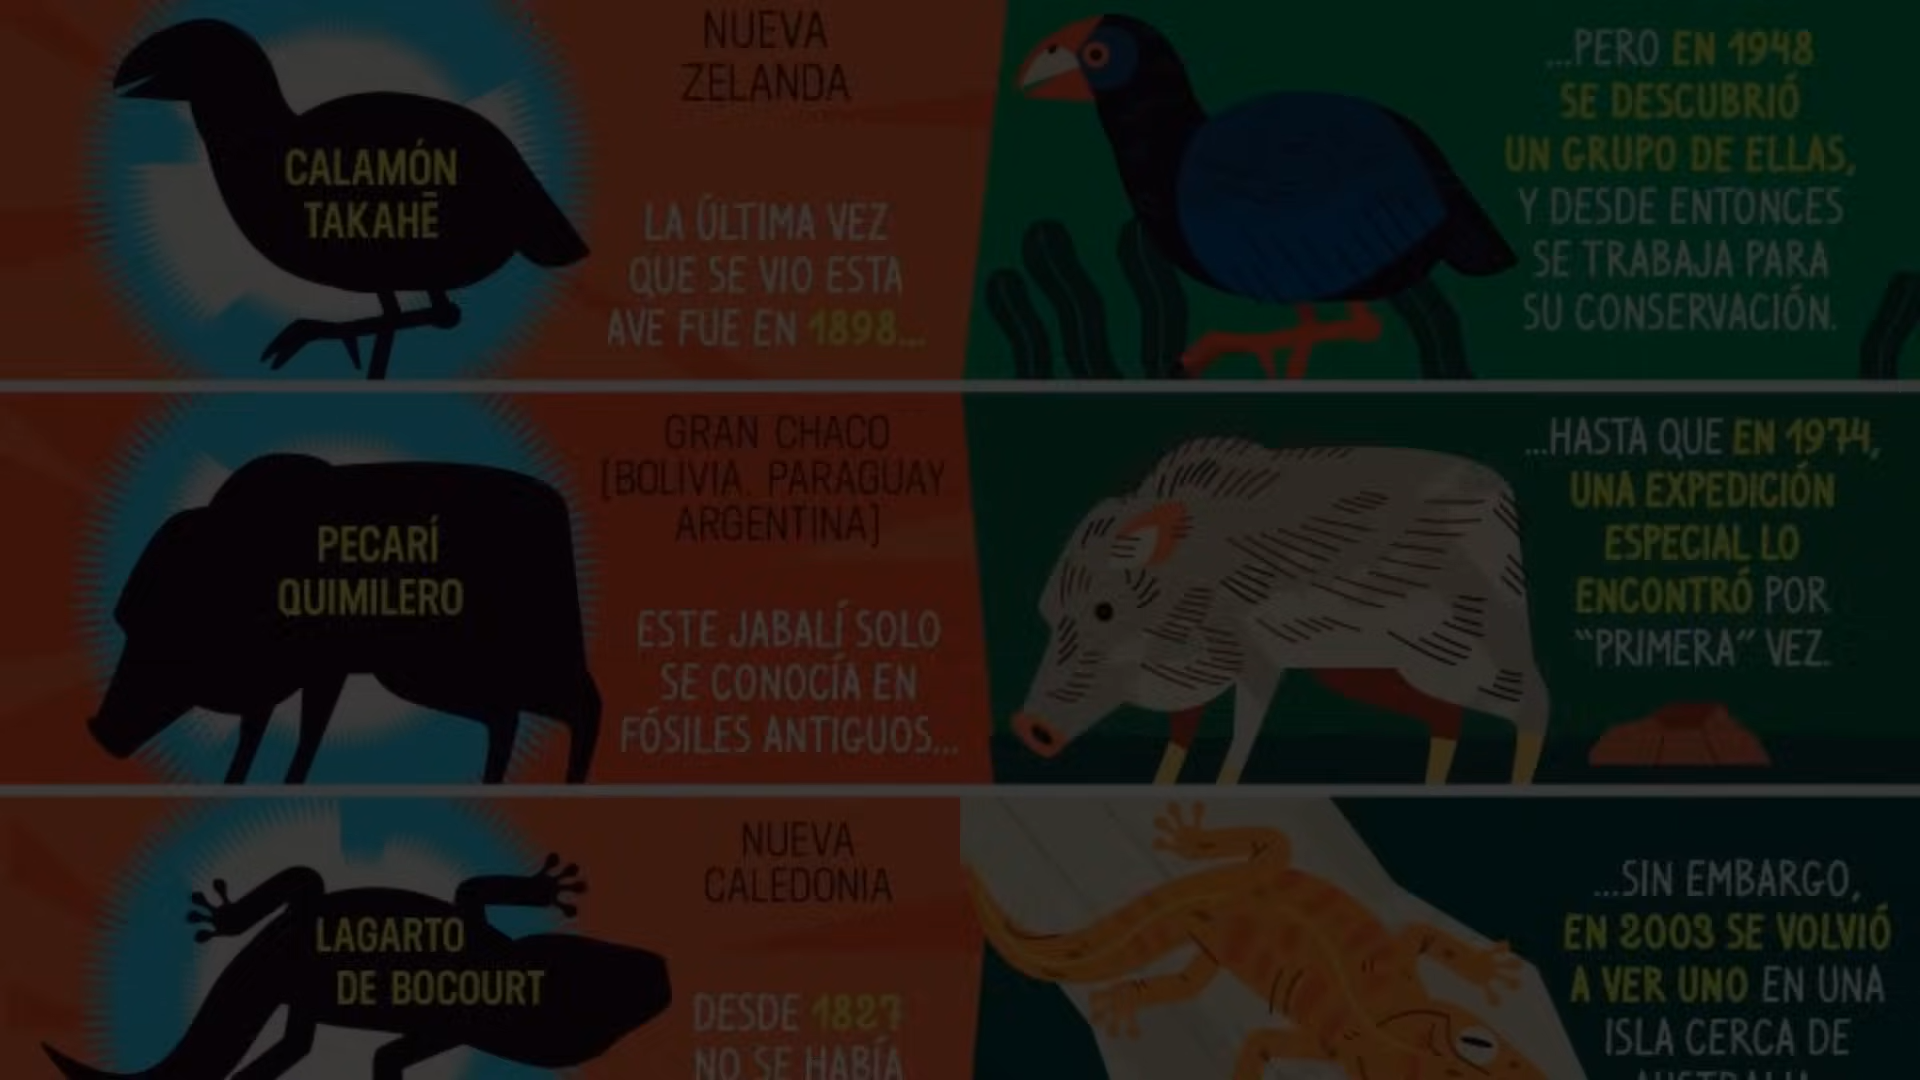 CALAMÓN
TAKAHĒ
NUEVA
ZELANDA
LA ÚLTIMA VEZ
QUE SE VIO ESTA
AVE FUE EN 1898...
...PERO EN 1948
SE DESCUBRIÓ
UN GRUPO DE ELLAS,
Y DESDE ENTONCES
SE TRABAJA PARA
SU CONSERVACIÓN.
PECARÍ
QUIMILERO
GRAN CHACO
[BOLIVIA, PARAGUAY
ARGENTINA]
ESTE JABALÍ SOLO
SE CONOCÍA EN
FÓSILES ANTIGUOS...
...HASTA QUE EN 1974,
UNA EXPEDICIÓN
ESPECIAL LO
ENCONTRÓ POR
“PRIMERA” VEZ.
LAGARTO
DE BOCOURT
NUEVA
CALEDONIA
DESDE 1827
NO SE HABÍA
...SIN EMBARGO,
EN 2003 SE VOLVIÓ
A VER UNO EN UNA
ISLA CERCA DE
AUSTRALIA